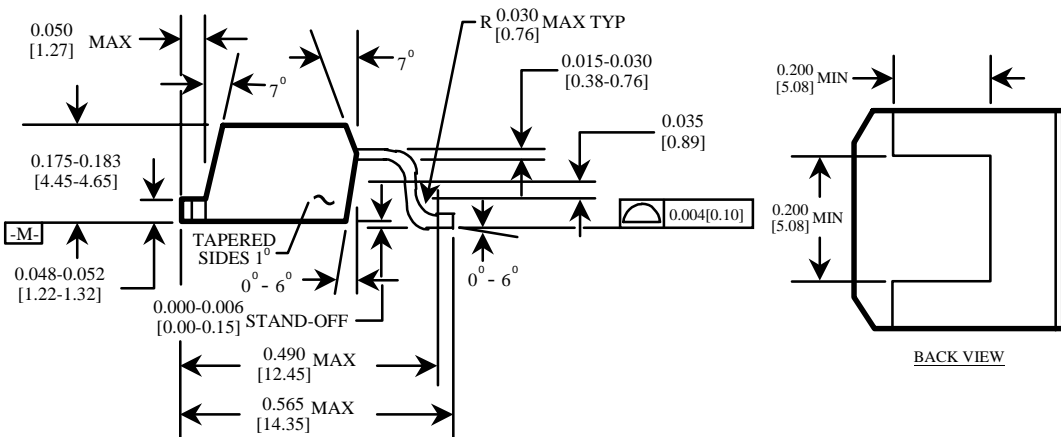 0.050
[1.27] MAX
7°
7°
R 0.030 MAX TYP
[0.76]
0.015-0.030
[0.38-0.76]
0.035
[0.89]
0.175-0.183
[4.45-4.65]
-M-
0.048-0.052
[1.22-1.32]
TAPERED
SIDES 1°
0° - 6°
0.004[0.10]
0° - 6°
0.000-0.006
[0.00-0.15] STAND-OFF
0.490 MAX
[12.45]
0.565 MAX
[14.35]
0.200 MIN
[5.08]
0.200 MIN
[5.08]
BACK VIEW